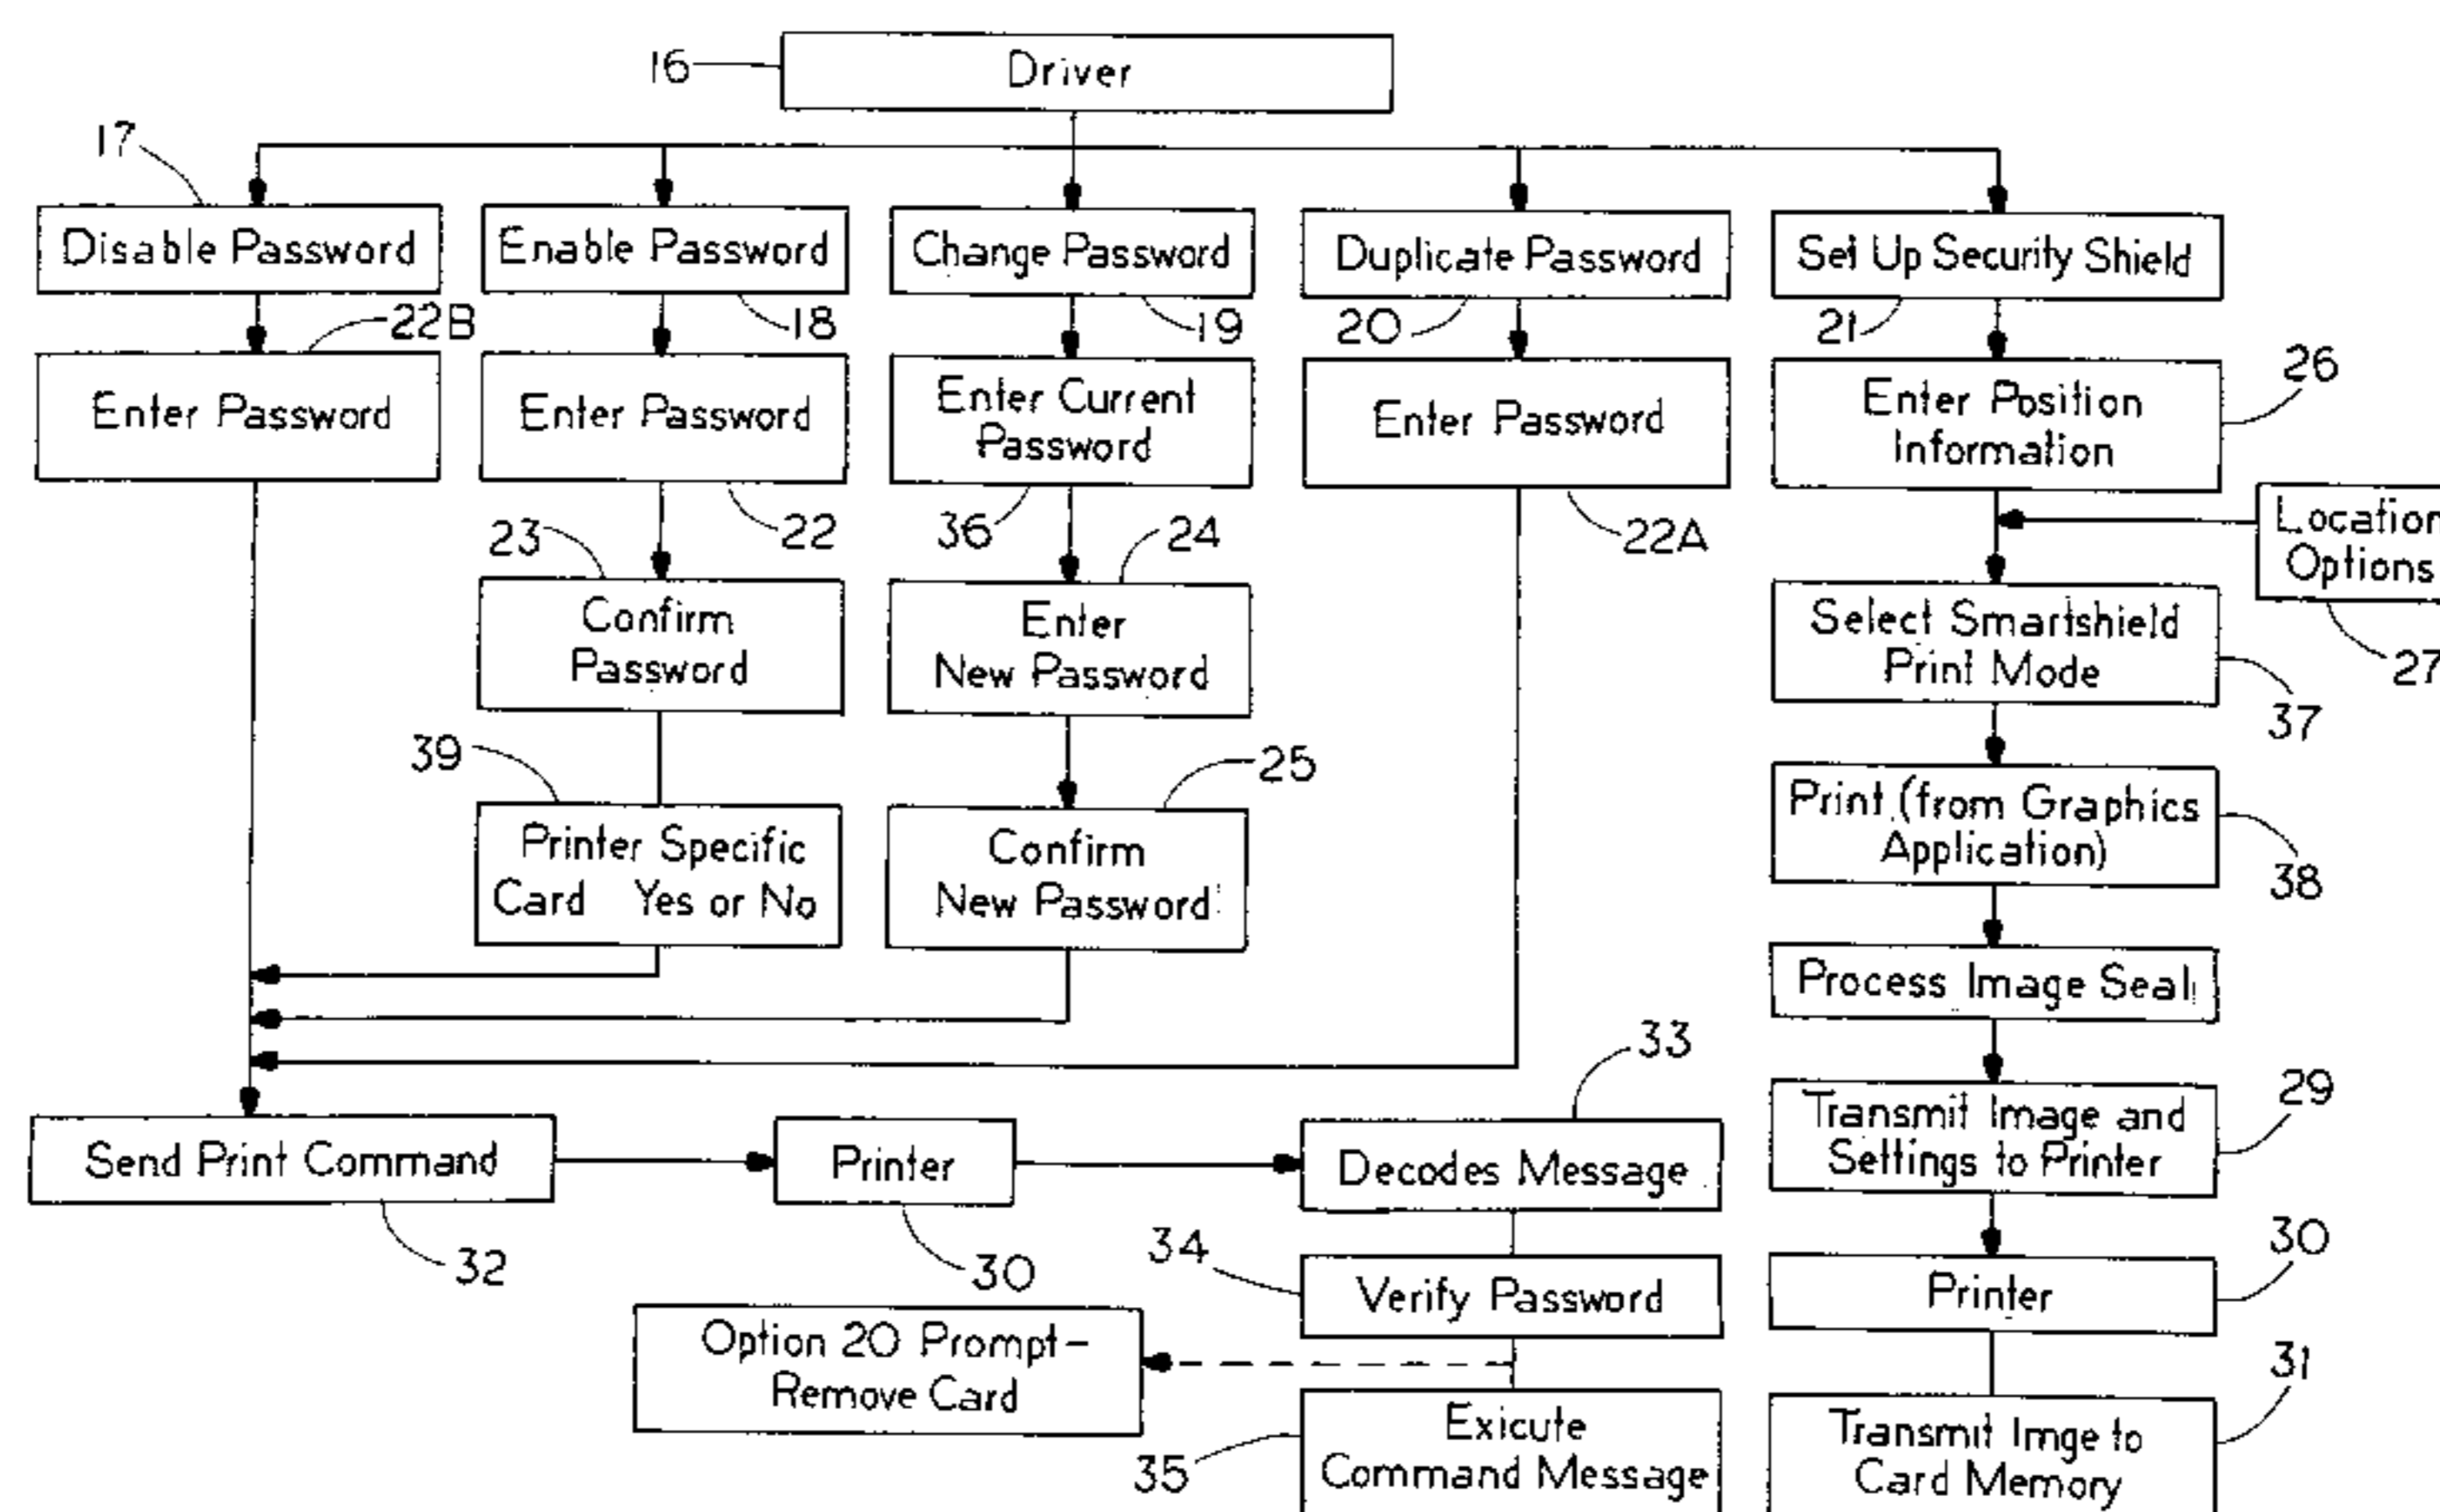 16
Driver
17
Disable Password
Enable Password
Change Password
Duplicate Password
Set Up Security Shield
22B
18
19
20
21
Enter Password
Enter Password
Enter Current
Password
Enter Password
Enter Position
Information
26
23
22
36
24
22A
Location
Options
27
Confirm
Password
Enter
New Password
Select Smartshield
Print Mode
37
39
25
Printer Specific
Card Yes or No
Confirm
New Password
Print (from Graphics
Application)
38
Process Image Seal
33
Send Print Command
32
Printer
30
Decodes Message
Transmit Image and
Settings to Printer
29
34
Verify Password
Printer
30
Option 20 Prompt-
Remove Card
35
Exicute
Command Message
Transmit Imge to
Card Memory
31